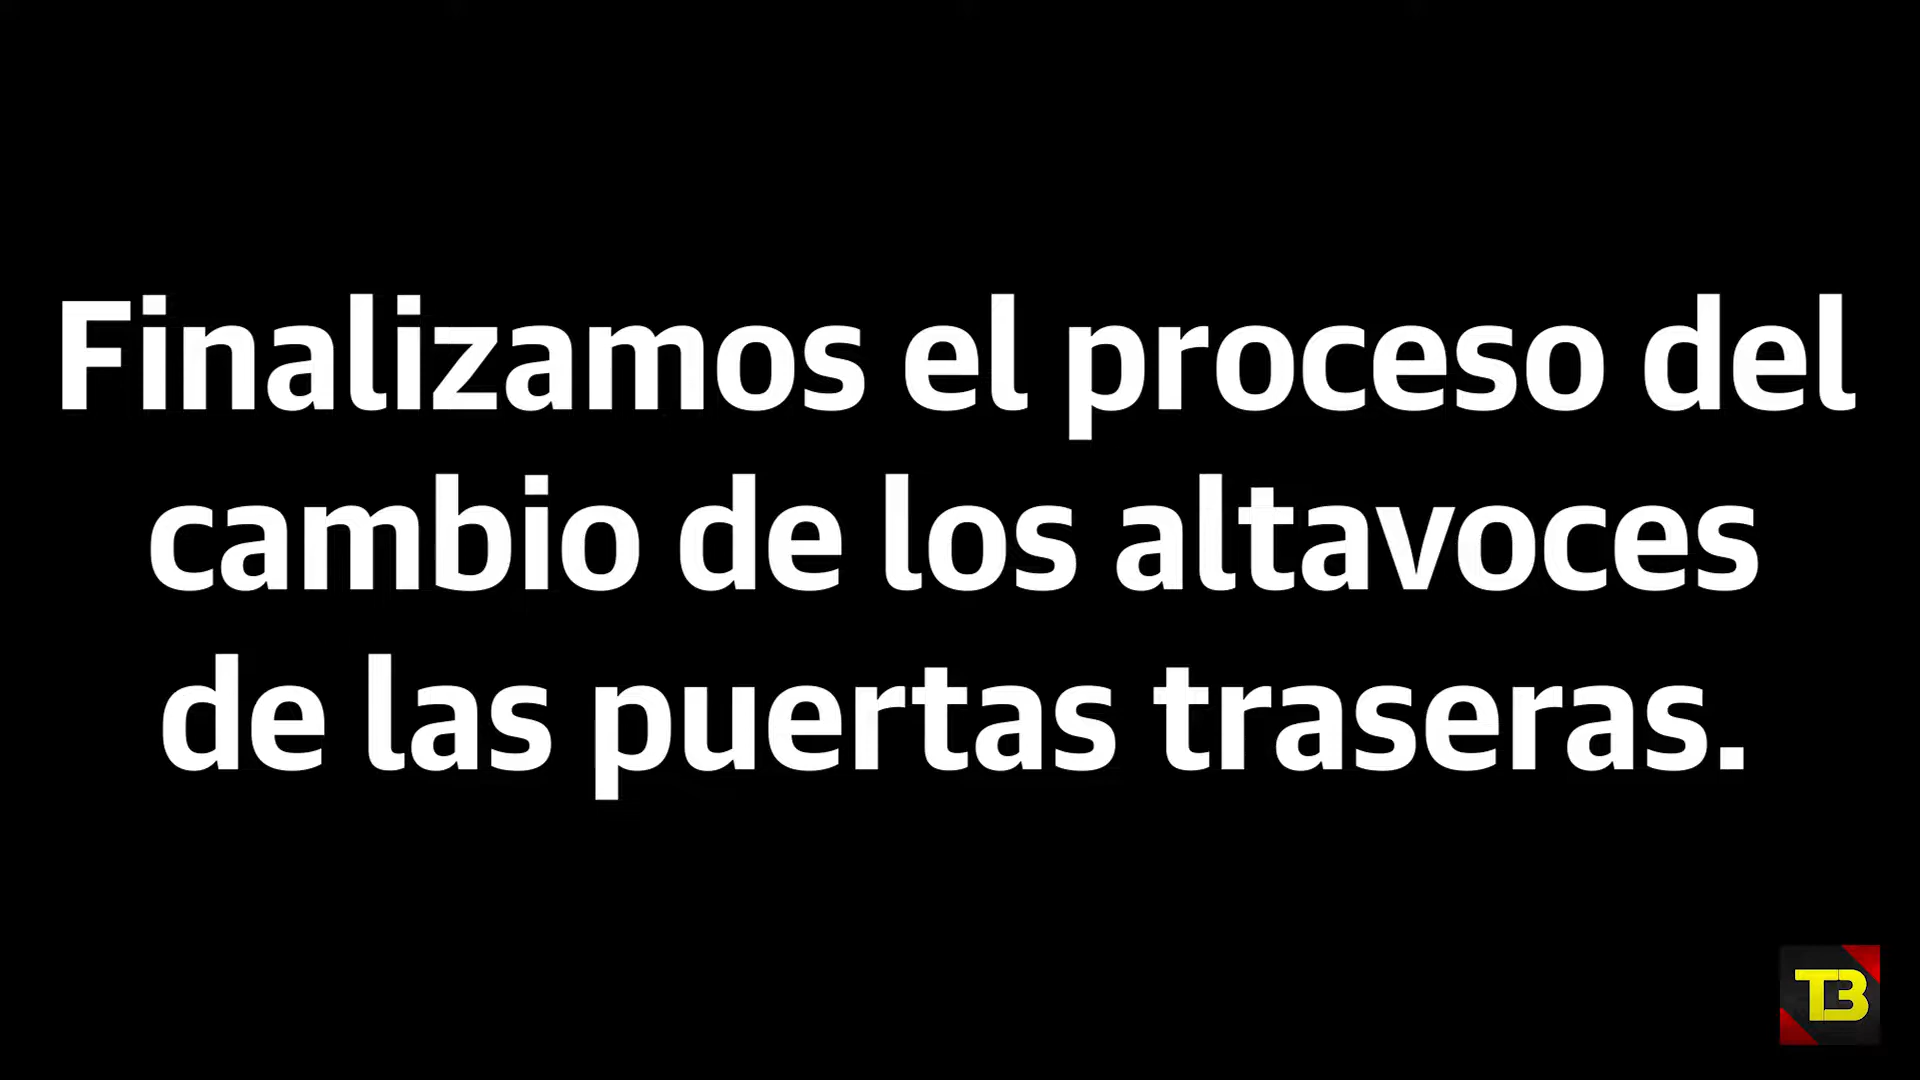 Finalizamos el proceso del
cambio de los altavoces
de las puertas traseras.
TB